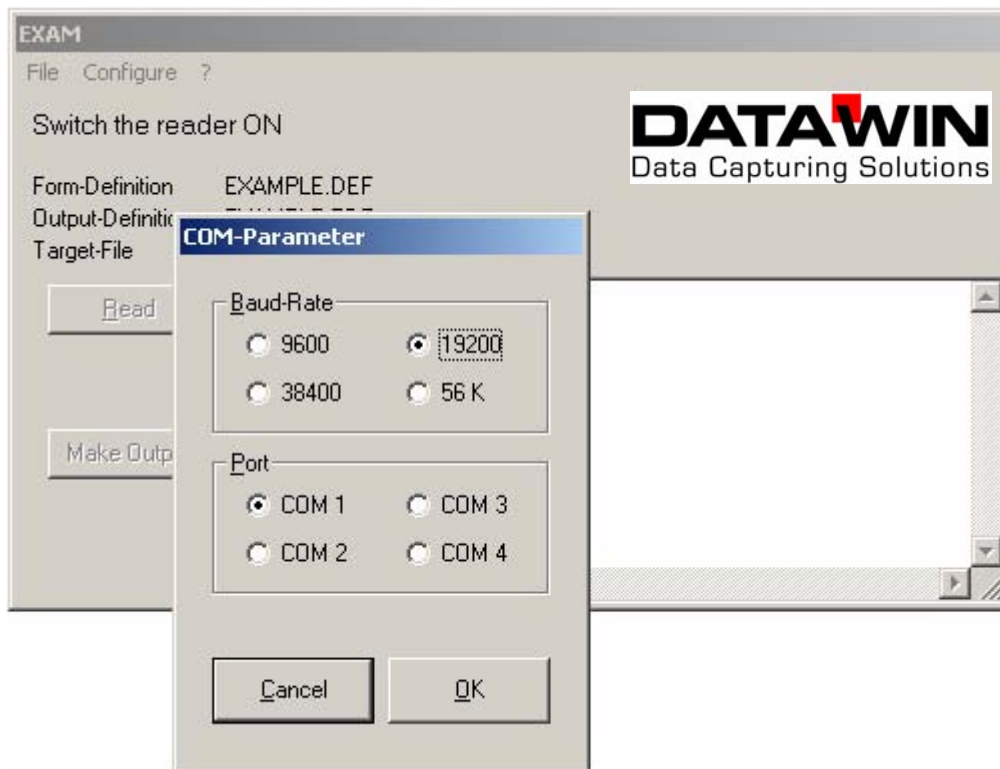 EXAM
File Configure ?
Switch the reader ON
DATAWIN
Data Capturing Solutions
Form-Definition EXAMPLE.DEF
Output-Definitio
Target-File
COM-Parameter
Read
Baud-Rate
9600 19200
38400 56 K
Make Outp
Port
COM 1 COM 3
COM 2 COM 4
Cancel OK